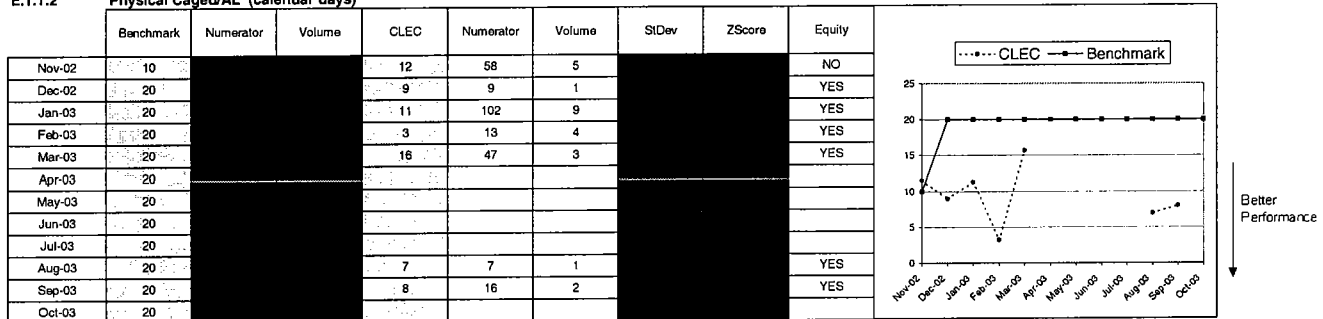 E.1.1.2 Physical Caged/AL (calendar days)
Benchmark Numerator Volume CLEC Numerator Volume StDev ZScore Equity
Nov-02 10 12 58 5 NO
Dec-02 20 9 9 1 YES
Jan-03 20 11 102 9 YES
Feb-03 20 3 13 4 YES
Mar-03 20 16 47 3 YES
Apr-03 20
May-03 20
Jun-03 20
Jul-03 20
Aug-03 20 7 7 1 YES
Sep-03 20 8 16 2 YES
Oct-03 20
CLEC Benchmark
25
20
15
10
5
0
Nov-02 Dec-02 Jan-03 Feb-03 Mar-03 Apr-03 May-03 Jun-03 Jul-03 Aug-03 Sep-03 Oct-03
Better
Performance